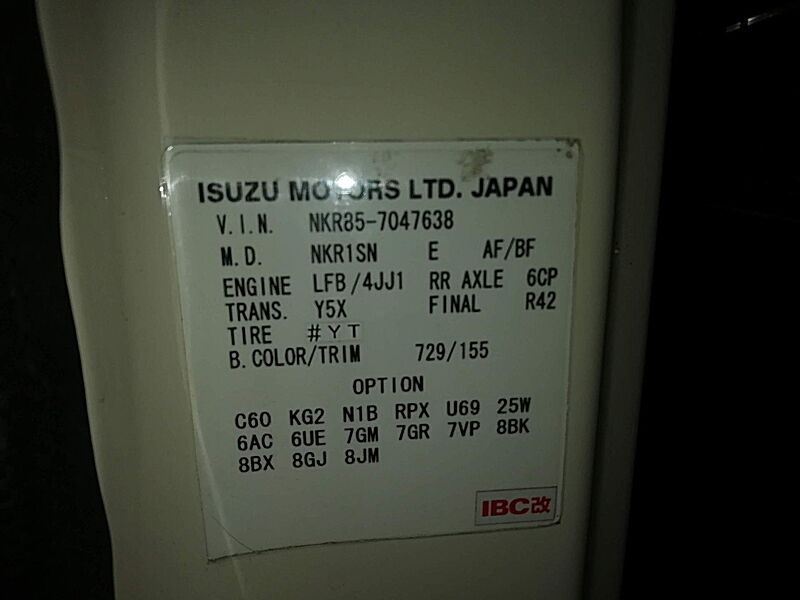 ISUZU MOTORS LTD. JAPAN
V.I.N. NKR85-7047638
M.D. NKR1SN E AF/BF
ENGINE LFB/4JJ1 RR AXLE 6CP
TRANS. Y5X FINAL R42
TIRE #YT
B.COLOR/TRIM 729/155
OPTION
C60 KG2 N1B RPX U69 25W
6AC 6UE 7GM 7GR 7VP 8BK
8BX 8GJ 8JM
IBC改